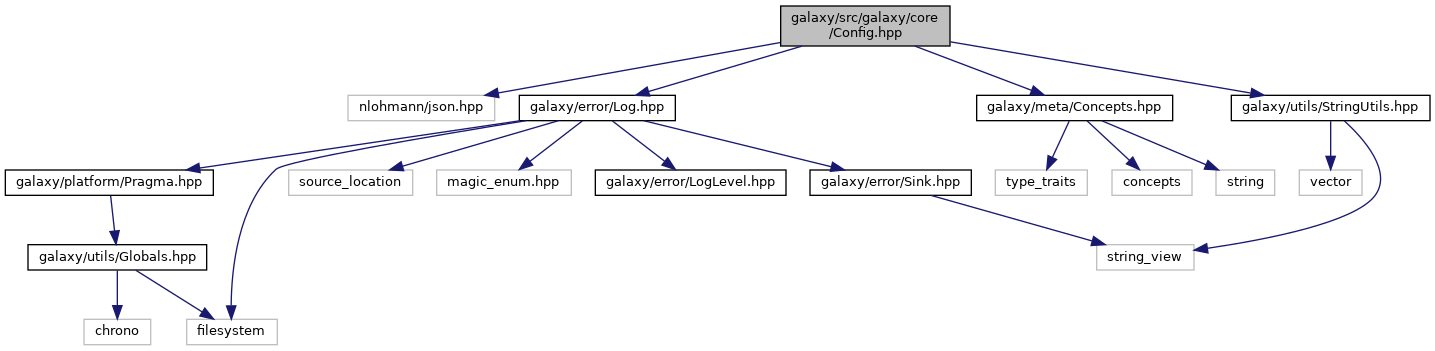 galaxy/src/galaxy/core
/Config.hpp
nlohmann/json.hpp
galaxy/error/Log.hpp
galaxy/meta/Concepts.hpp
galaxy/utils/StringUtils.hpp
galaxy/platform/Pragma.hpp
source_location
magic_enum.hpp
galaxy/error/LogLevel.hpp
galaxy/error/Sink.hpp
type_traits
concepts
string
vector
galaxy/utils/Globals.hpp
string_view
chrono
filesystem